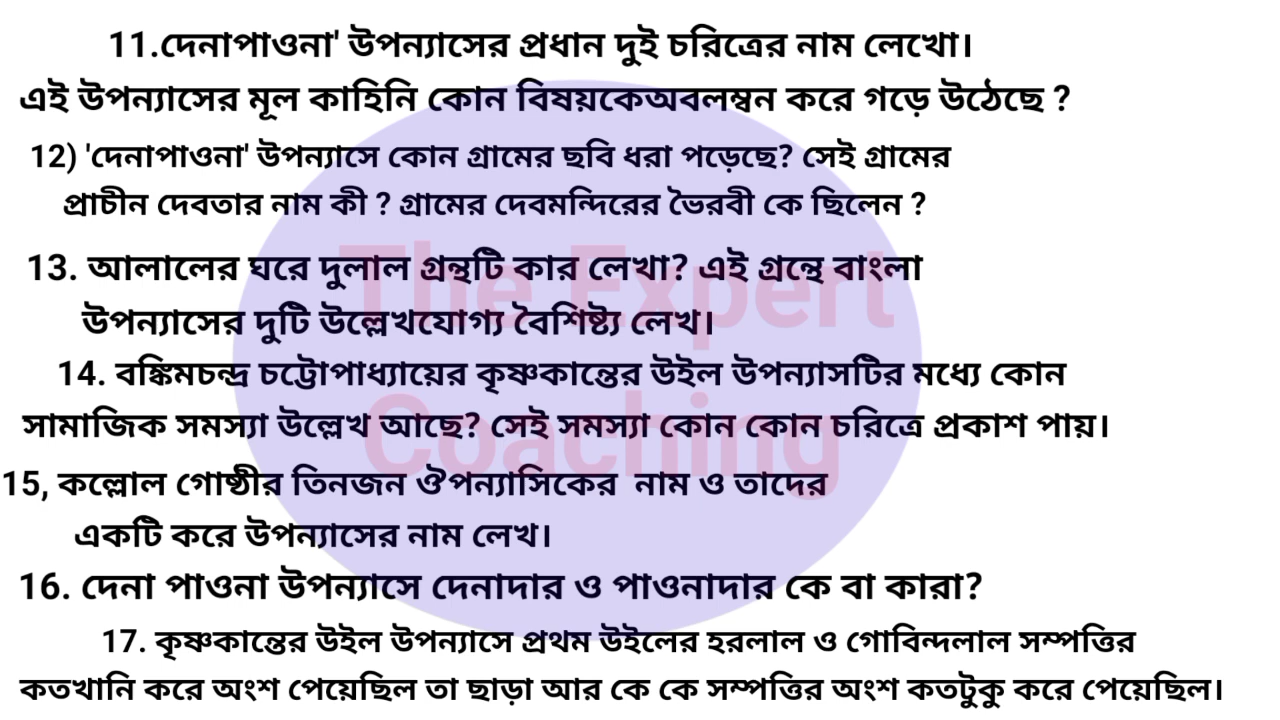 11.দেনাপাওনা' উপন্যাসের প্রধান দুই চরিত্রের নাম লেখো।
এই উপন্যাসের মূল কাহিনি কোন বিষয়কেঅবলম্বন করে গড়ে উঠেছে ?
12) 'দেনাপাওনা' উপন্যাসে কোন গ্রামের ছবি ধরা পড়েছে? সেই গ্রামের
প্রাচীন দেবতার নাম কী ? গ্রামের দেবমন্দিরের ভৈরবী কে ছিলেন ?
13. আলালের ঘরে দুলাল গ্রন্থটি কার লেখা? এই গ্রন্থে বাংলা
উপন্যাসের দুটি উল্লেখযোগ্য বৈশিষ্ট্য লেখ।
14. বঙ্কিমচন্দ্র চট্টোপাধ্যায়ের কৃষ্ণকান্তের উইল উপন্যাসটির মধ্যে কোন
সামাজিক সমস্যা উল্লেখ আছে? সেই সমস্যা কোন কোন চরিত্রে প্রকাশ পায়।
15, কল্লোল গোষ্ঠীর তিনজন ঔপন্যাসিকের নাম ও তাদের
একটি করে উপন্যাসের নাম লেখ।
16. দেনা পাওনা উপন্যাসে দেনাদার ও পাওনাদার কে বা কারা?
17. কৃষ্ণকান্তের উইল উপন্যাসে প্রথম উইলের হরলাল ও গোবিন্দলাল সম্পত্তির
কতখানি করে অংশ পেয়েছিল তা ছাড়া আর কে কে সম্পত্তির অংশ কতটুকু করে পেয়েছিল।
The Expert
Coaching